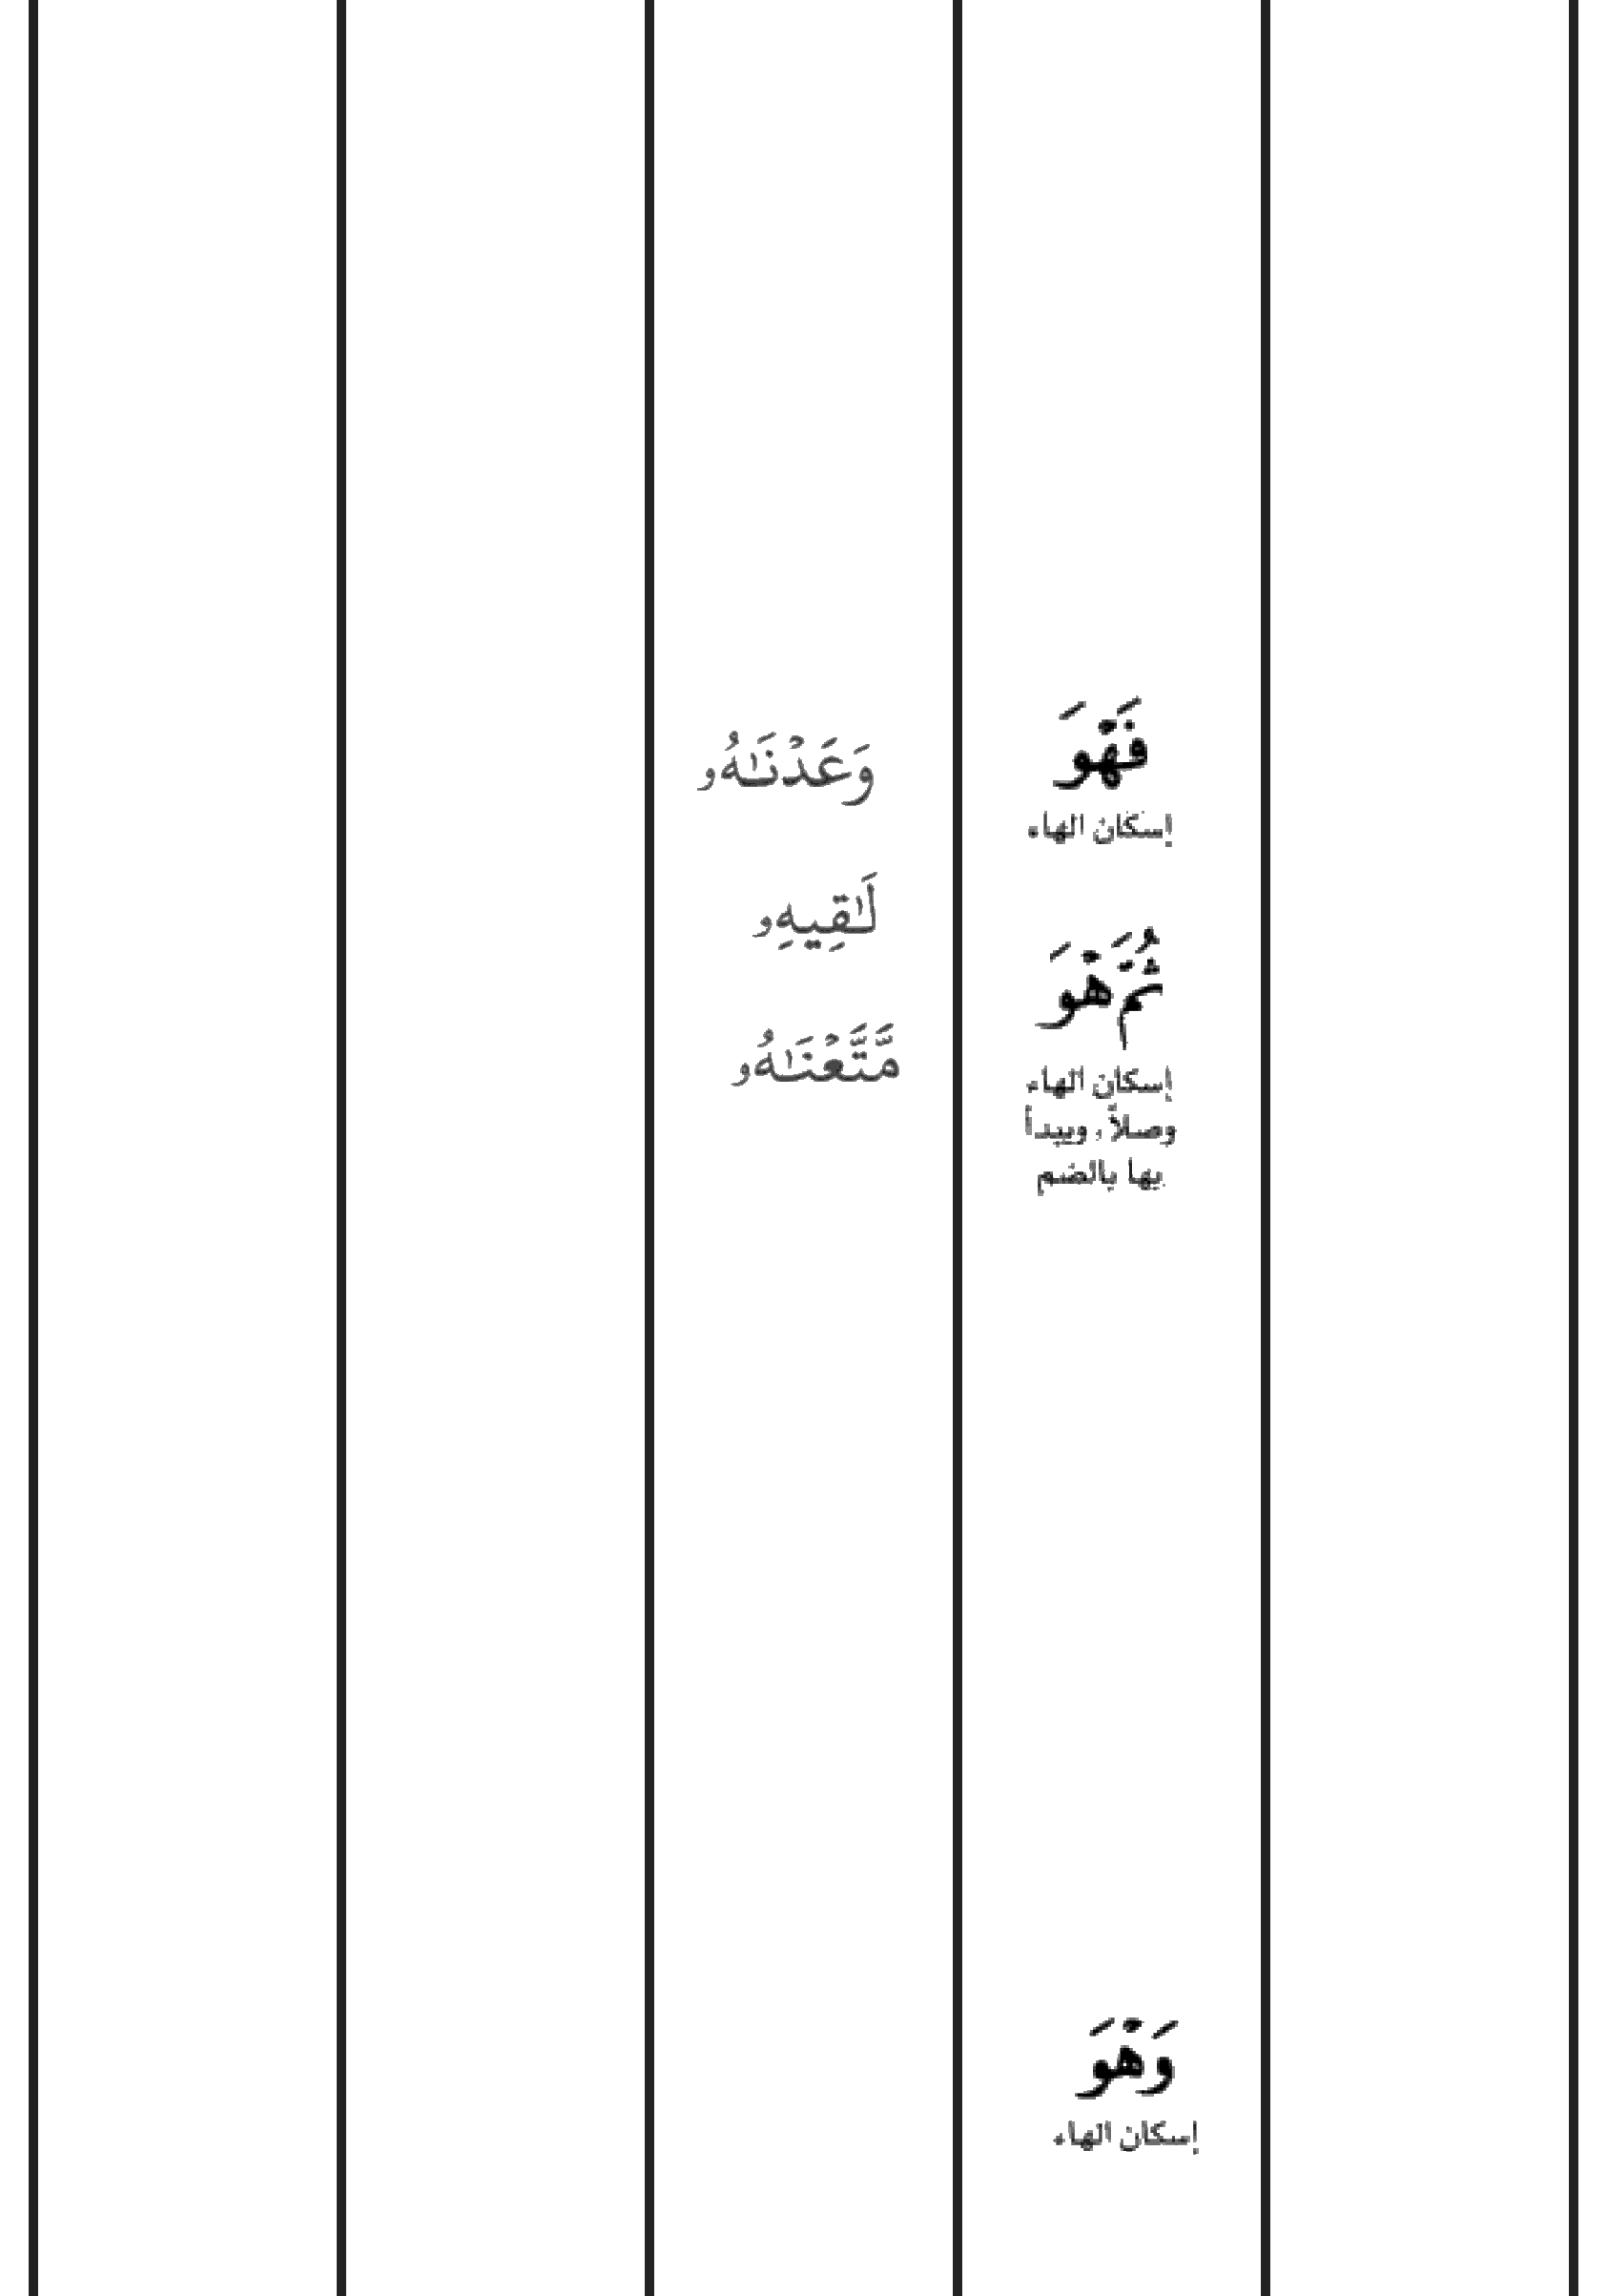 فَهْوَ
إسكان الهاء
ثُمَّ هْوَ
إسكان الهاء
وصلاً، ويبدأ
بها بالضم
وَهْوَ
إسكان الهاء
وَعَدْنَٰهُۥ
لَٰقِيهِۥ
مَّتَّعْنَٰهُۥ